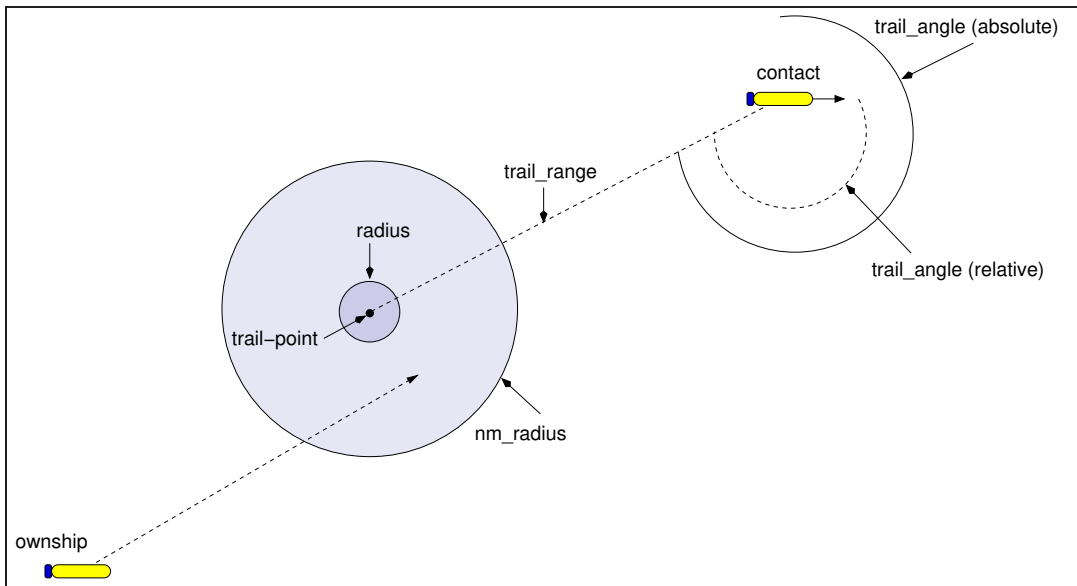 trail_angle (absolute)
contact
trail_range
radius
trail_angle (relative)
trail−point
nm_radius
ownship